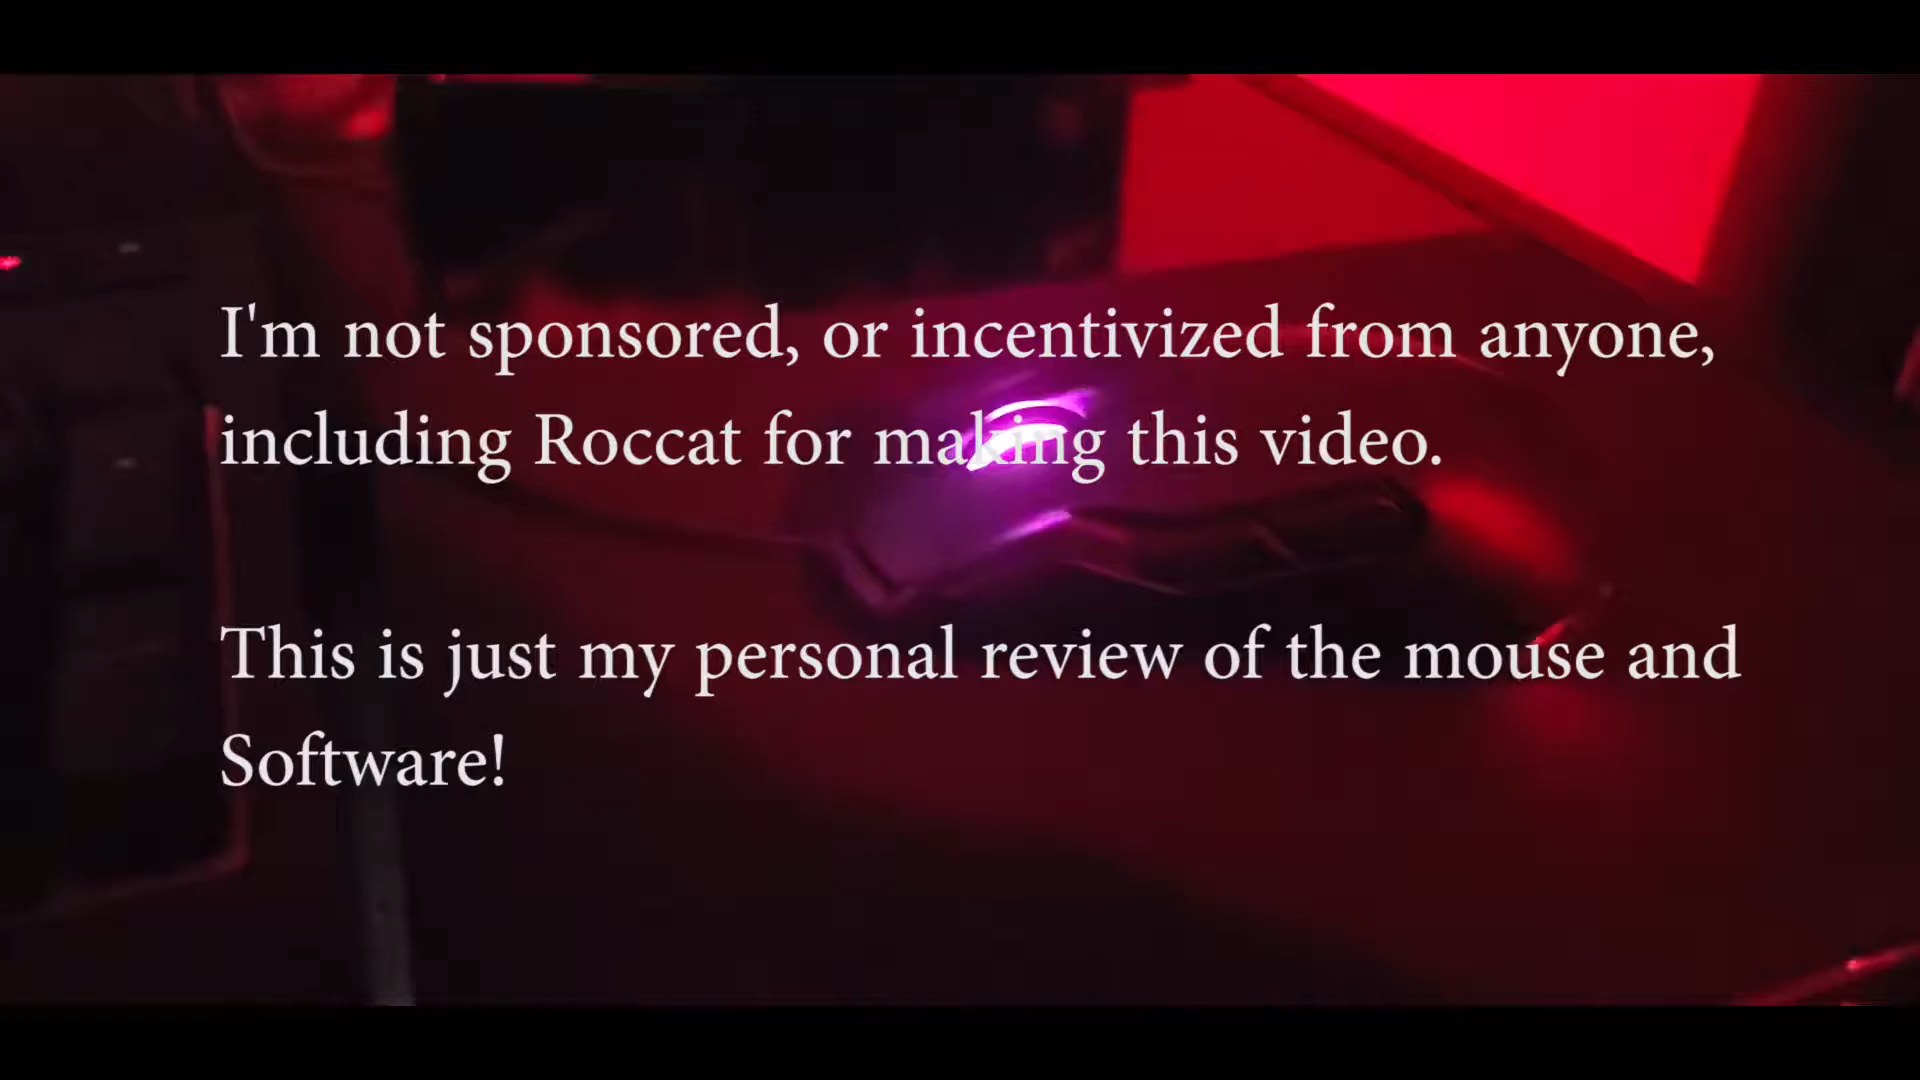 I'm not sponsored, or incentivized from anyone,
including Roccat for making this video.
This is just my personal review of the mouse and
Software!